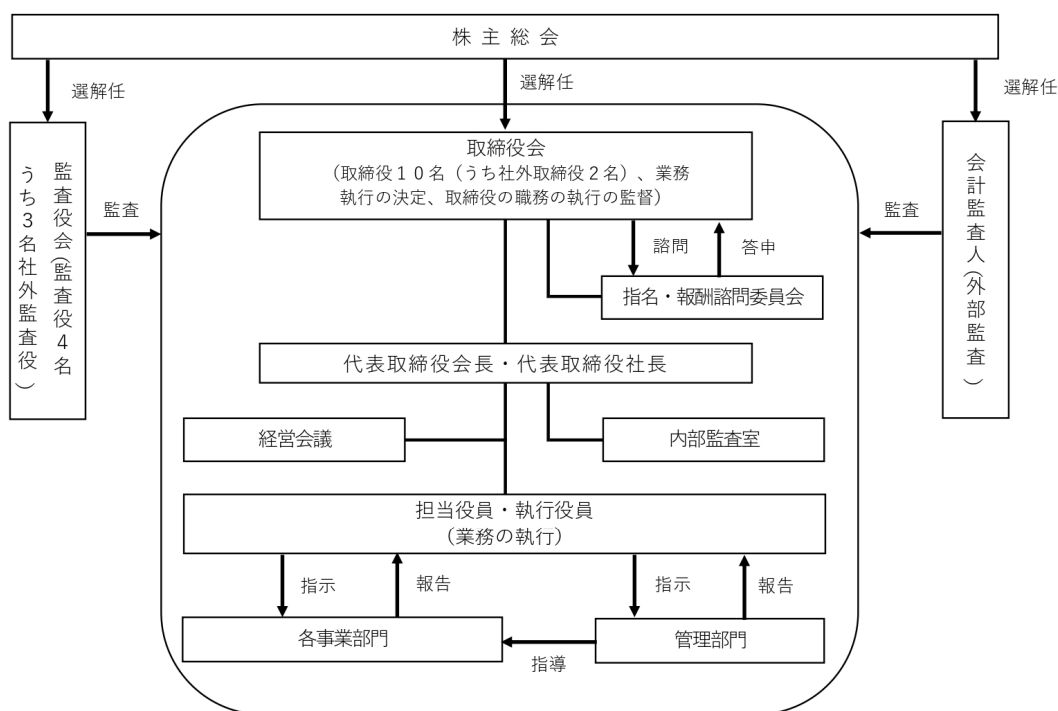 株主総会
選解任
選解任
選解任
監査役会(監査役4名
うち3名社外監査役)
監査
取締役会
(取締役10名(うち社外取締役2名)、業務
執行の決定、取締役の職務の執行の監督)
監査
会計監査人(外部監査)
諮問
答申
指名・報酬諮問委員会
代表取締役会長・代表取締役社長
経営会議
内部監査室
担当役員・執行役員
(業務の執行)
指示
報告
指示
報告
各事業部門
指導
管理部門